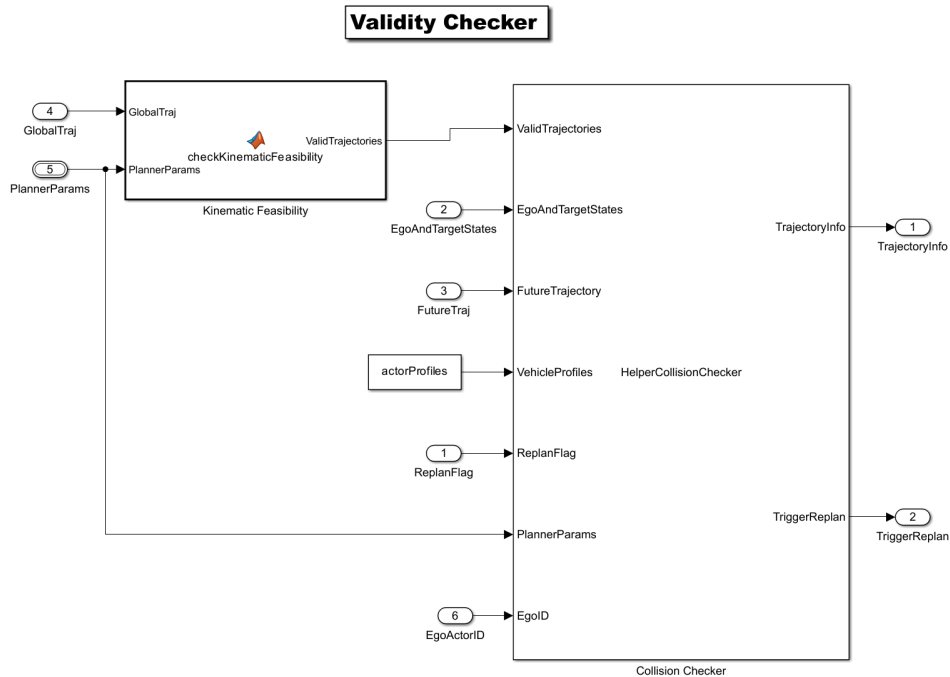 Validity Checker
4
GlobalTraj
5
PlannerParams
GlobalTraj
ValidTrajectories
checkKinematicFeasibility
PlannerParams
Kinematic Feasibility
2
EgoAndTargetStates
3
FutureTraj
actorProfiles
1
ReplanFlag
6
EgoActorID
ValidTrajectories
EgoAndTargetStates
FutureTrajectory
VehicleProfiles
HelperCollisionChecker
ReplanFlag
PlannerParams
EgoID
TrajectoryInfo
TriggerReplan
Collision Checker
1
TrajectoryInfo
2
TriggerReplan